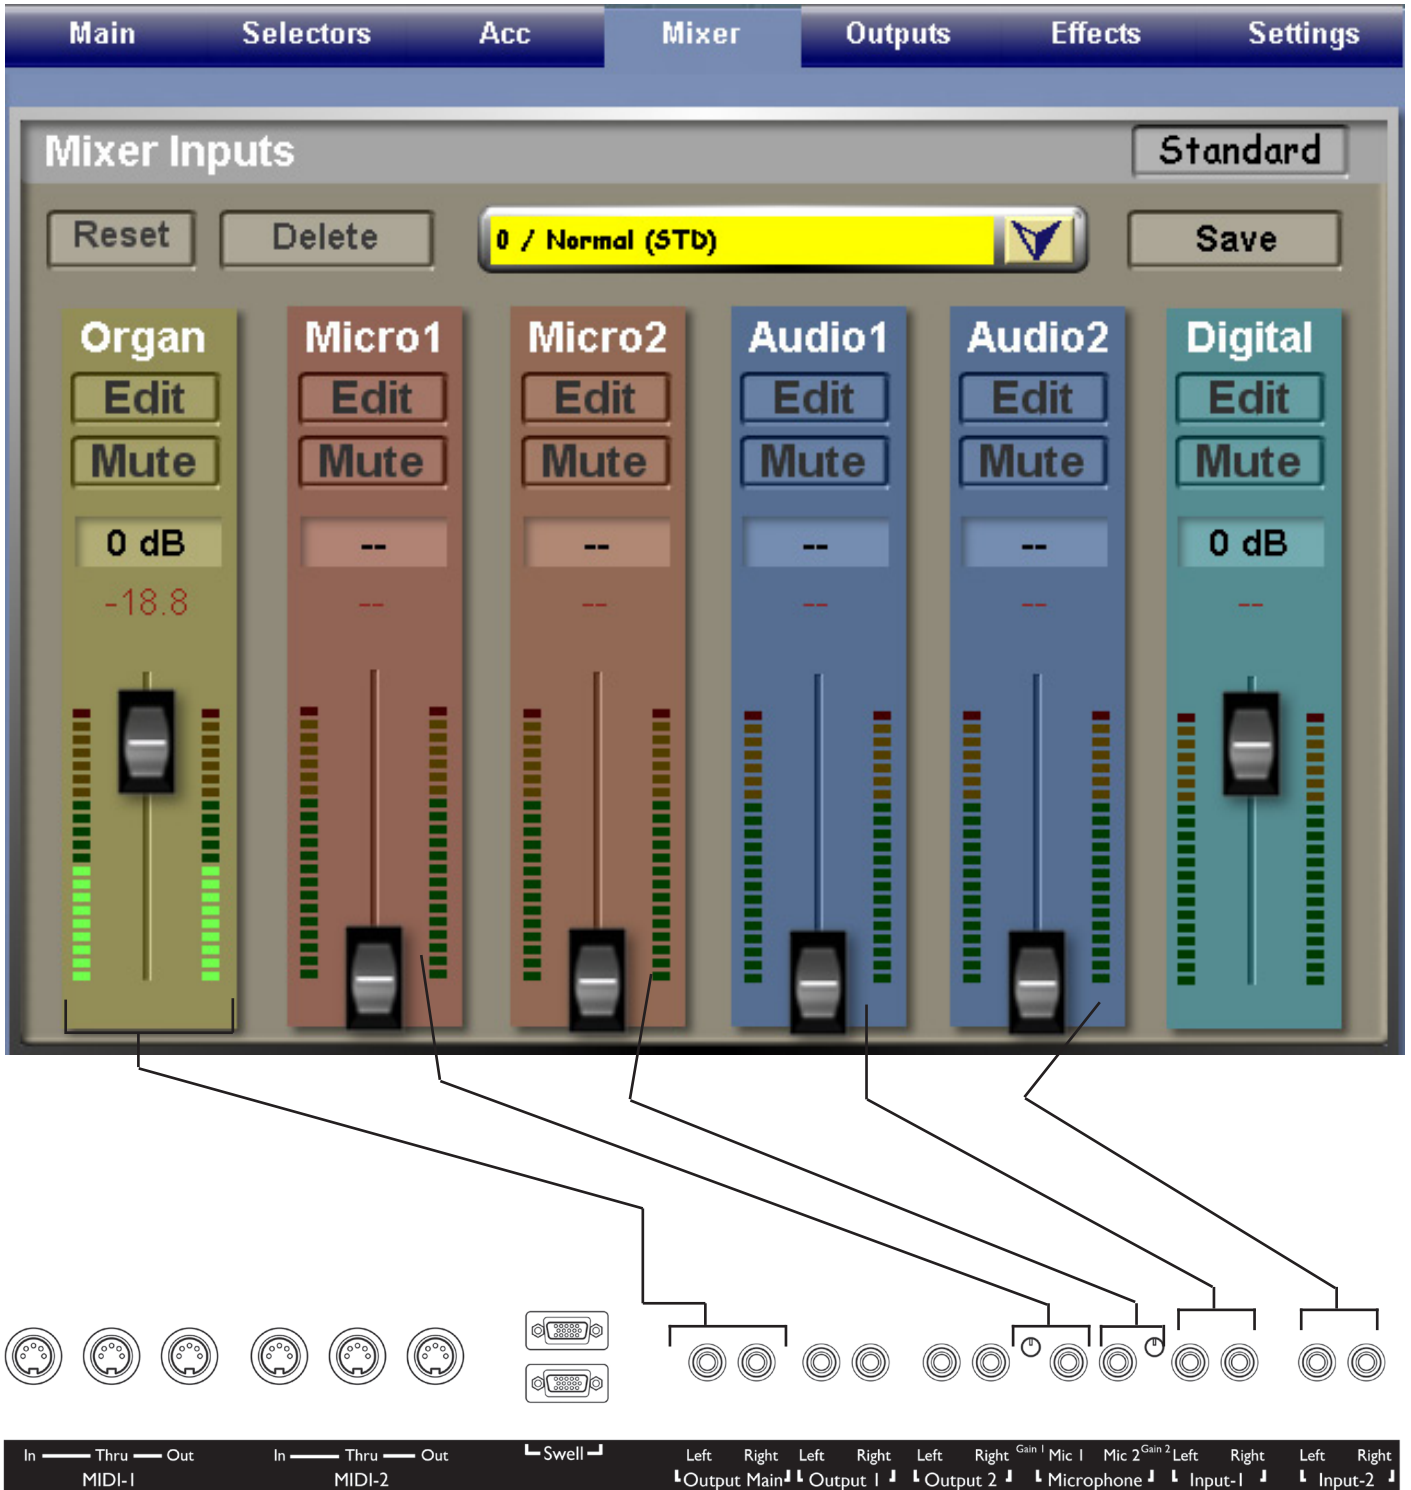 Main Selectors Acc Mixer Outputs Effects Settings
Mixer Inputs Standard
Reset Delete 0 / Normal (STD) Save
Organ Micro1 Micro2 Audio1 Audio2 Digital
Edit Edit Edit Edit Edit Edit
Mute Mute Mute Mute Mute Mute
0 dB -- -- -- -- 0 dB
-18.8 -- -- -- -- --
In Thru Out In Thru Out Swell Left Right Left Right Left Right Gain 1 Mic 1 Mic 2 Gain 2 Left Right Left Right
MIDI-1 MIDI-2 Output Main Output 1 Output 2 Microphone Input-1 Input-2